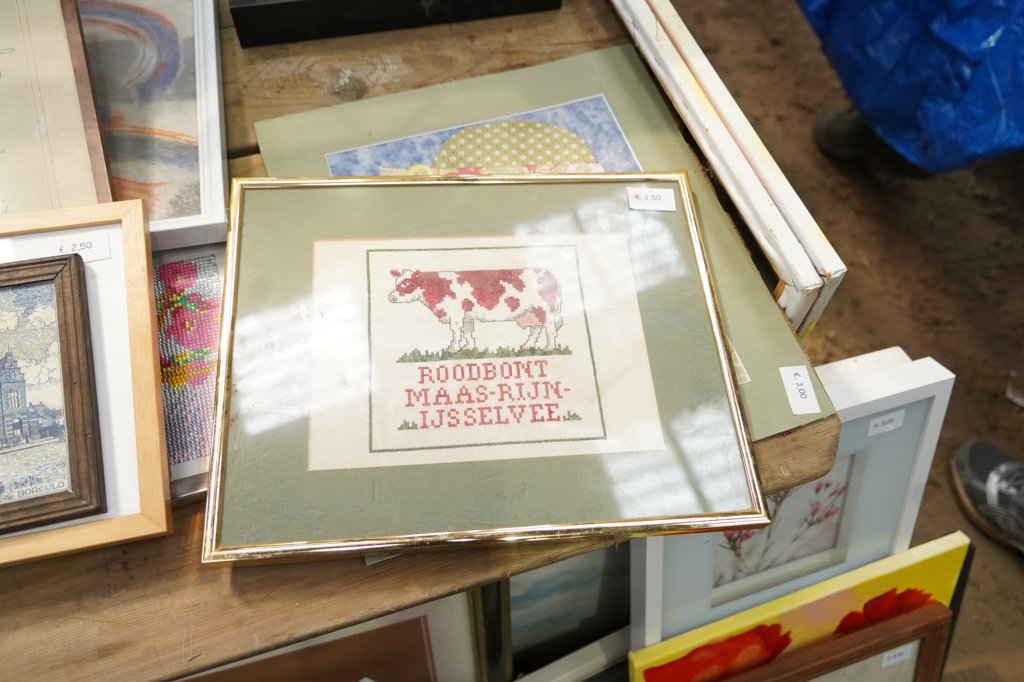 € 2,50
€ 2,50
ROODBONT
MAAS-RIJN-
IJSSELVEE
€ 3,00
BORCULO